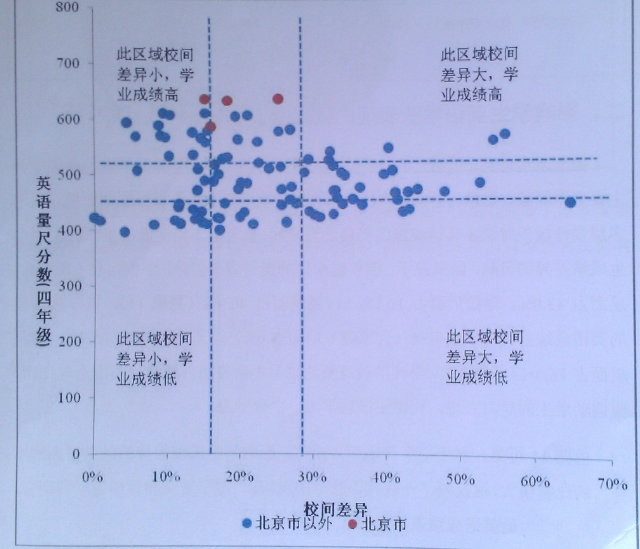 800
700
600
500
400
300
200
100
0
英语量尺分数(四年级)
此区域校间
差异小，学
业成绩高
此区域校间
差异大，学
业成绩高
此区域校间
差异小，学
业成绩低
此区域校间
差异大，学
业成绩低
0% 10% 20% 30% 40% 50% 60% 70%
校间差异
北京市以外 北京市